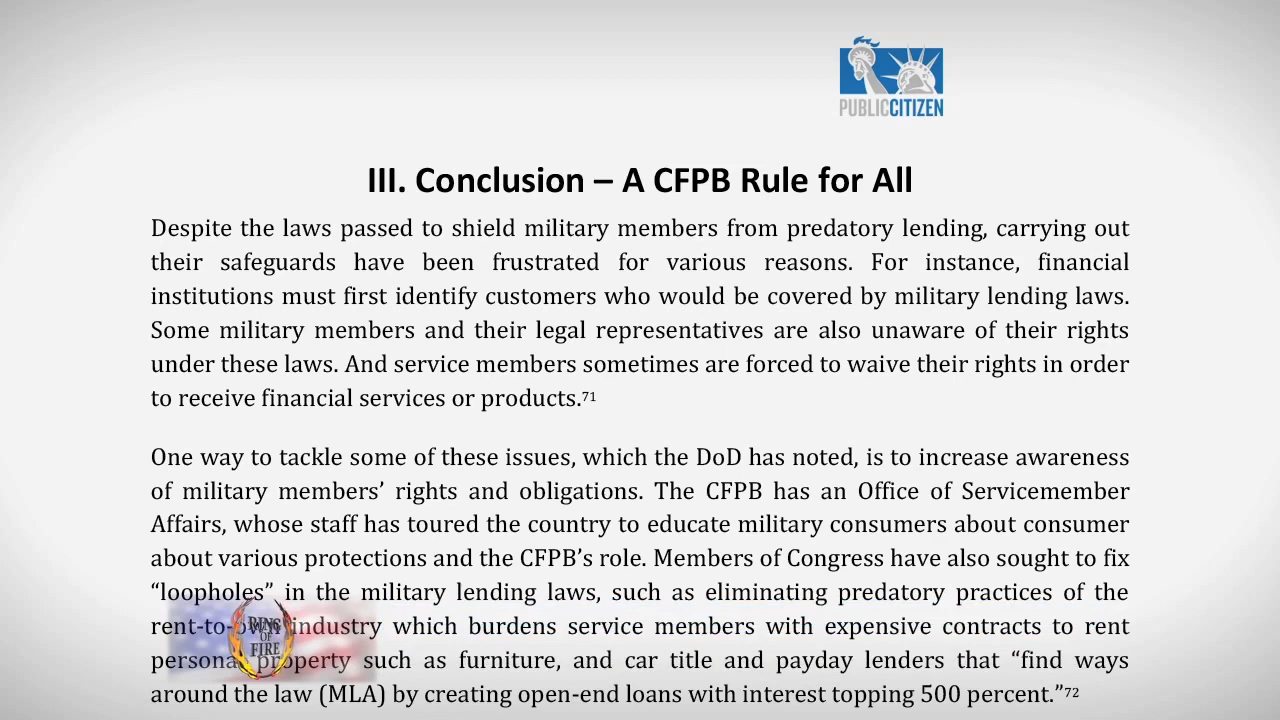 PUBLICCITIZEN
III. Conclusion – A CFPB Rule for All
Despite the laws passed to shield military members from predatory lending, carrying out
their safeguards have been frustrated for various reasons. For instance, financial
institutions must first identify customers who would be covered by military lending laws.
Some military members and their legal representatives are also unaware of their rights
under these laws. And service members sometimes are forced to waive their rights in order
to receive financial services or products.71
One way to tackle some of these issues, which the DoD has noted, is to increase awareness
of military members’ rights and obligations. The CFPB has an Office of Servicemember
Affairs, whose staff has toured the country to educate military consumers about consumer
about various protections and the CFPB’s role. Members of Congress have also sought to fix
“loopholes” in the military lending laws, such as eliminating predatory practices of the
rent-to-own industry which burdens service members with expensive contracts to rent
personal property such as furniture, and car title and payday lenders that “find ways
around the law (MLA) by creating open-end loans with interest topping 500 percent.”72
RING
OF
FIRE